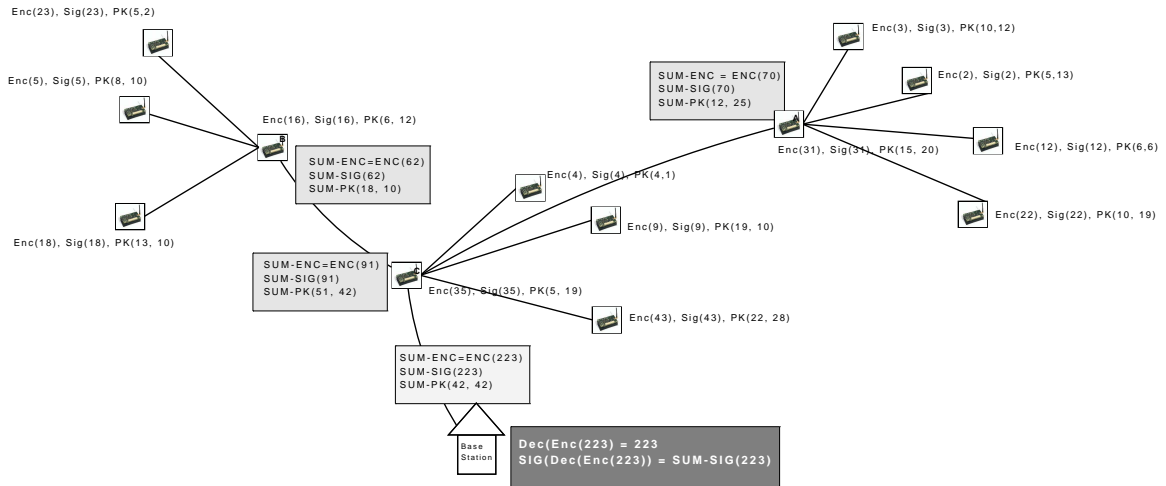 Enc(23), Sig(23), PK(5,2)
Enc(5), Sig(5), PK(8, 10)
Enc(16), Sig(16), PK(6, 12)
B
SUM-ENC=ENC(62)
SUM-SIG(62)
SUM-PK(18, 10)
Enc(18), Sig(18), PK(13, 10)
Enc(3), Sig(3), PK(10,12)
SUM-ENC = ENC(70)
SUM-SIG(70)
SUM-PK(12, 25)
Enc(2), Sig(2), PK(5,13)
A
Enc(31), Sig(31), PK(15, 20)
Enc(12), Sig(12), PK(6,6)
Enc(22), Sig(22), PK(10, 19)
Enc(4), Sig(4), PK(4,1)
Enc(9), Sig(9), PK(19, 10)
SUM-ENC=ENC(91)
SUM-SIG(91)
SUM-PK(51, 42)
C
Enc(35), Sig(35), PK(5, 19)
Enc(43), Sig(43), PK(22, 28)
SUM-ENC=ENC(223)
SUM-SIG(223)
SUM-PK(42, 42)
Base
Station
Dec(Enc(223) = 223
SIG(Dec(Enc(223)) = SUM-SIG(223)